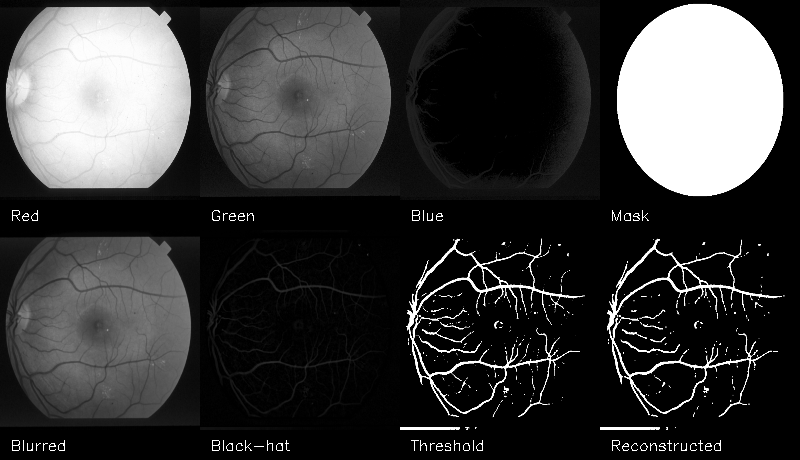 Red
Green
Blue
Mask
Blurred
Black-hat
Threshold
Reconstructed